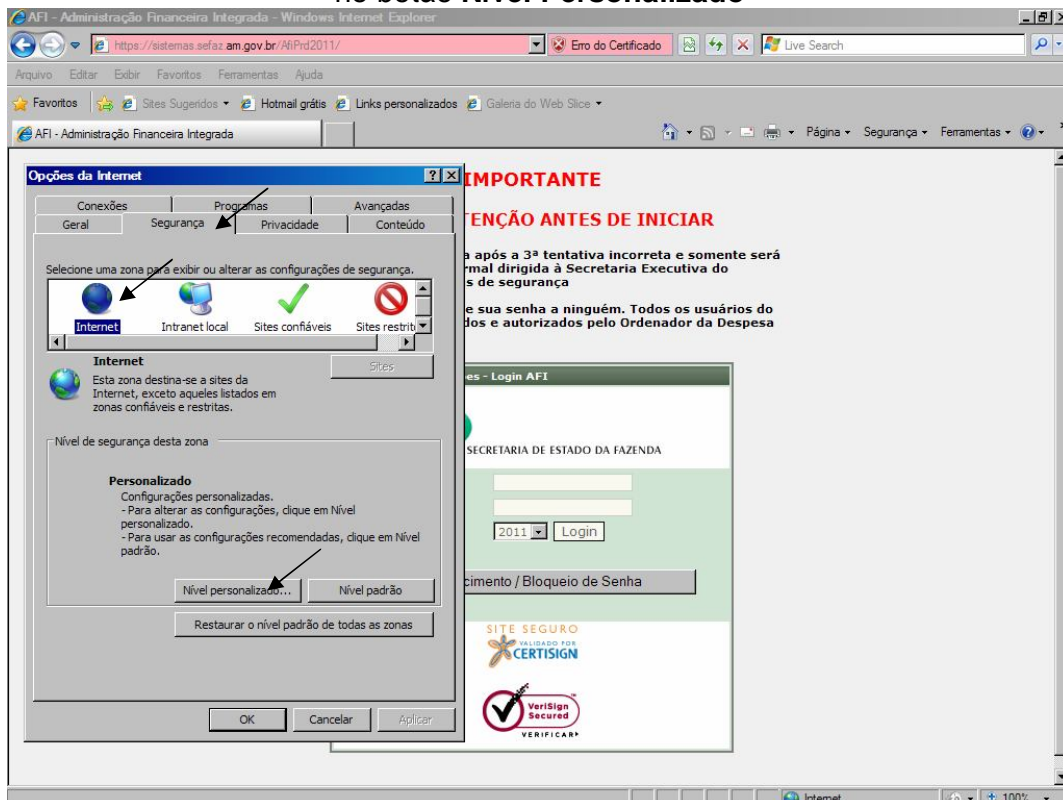 no botão Nível Personalizado
AFI - Administração Financeira Integrada - Windows Internet Explorer
https://sistemas.sefaz.am.gov.br/AfiPrd2011/
Erro do Certificado
Live Search
Arquivo Editar Exibir Favoritos Ferramentas Ajuda
Favoritos Sites Sugeridos Hotmail grátis Links personalizados Galeria do Web Slice
AFI - Administração Financeira Integrada
Página Segurança Ferramentas
Opções da Internet
IMPORTANTE
Conexões Programas Avançadas
Geral Segurança Privacidade Conteúdo
TENÇÃO ANTES DE INICIAR
a após a 3ª tentativa incorreta e somente será
rmal dirigida à Secretaria Executiva do
s de segurança
Selecione uma zona para exibir ou alterar as configurações de segurança.
e sua senha a ninguém. Todos os usuários do
dos e autorizados pelo Ordenador da Despesa
Internet Intranet local Sites confiáveis Sites restrit
Internet
Sites
Esta zona destina-se a sites da
Internet, exceto aqueles listados em
zonas confiáveis e restritas.
es - Login AFI
Nível de segurança desta zona
SECRETARIA DE ESTADO DA FAZENDA
Personalizado
Configurações personalizadas.
- Para alterar as configurações, clique em Nível
personalizado.
- Para usar as configurações recomendadas, clique em Nível
padrão.
2011 Login
Nível personalizado... Nível padrão
cimento / Bloqueio de Senha
Restaurar o nível padrão de todas as zonas
SITE SEGURO
VALIDADO POR
CERTISIGN
OK Cancelar Aplicar
VeriSign
Secured
VERIFICAR
Internet 100%